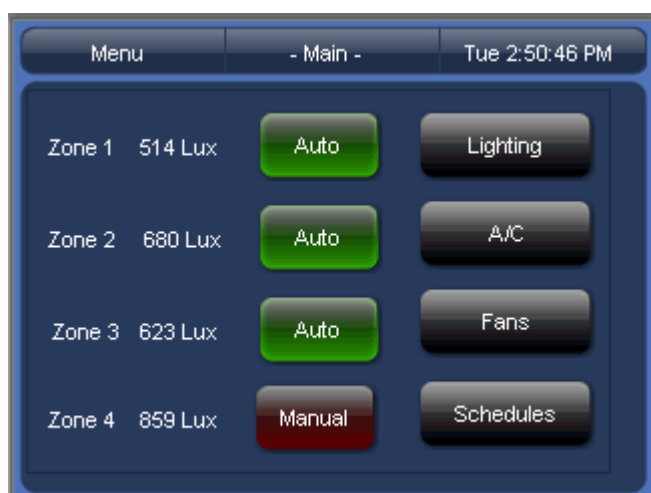 Menu - Main - Tue 2:50:46 PM
Zone 1 514 Lux Auto Lighting
Zone 2 680 Lux Auto A/C
Zone 3 623 Lux Auto Fans
Zone 4 859 Lux Manual Schedules